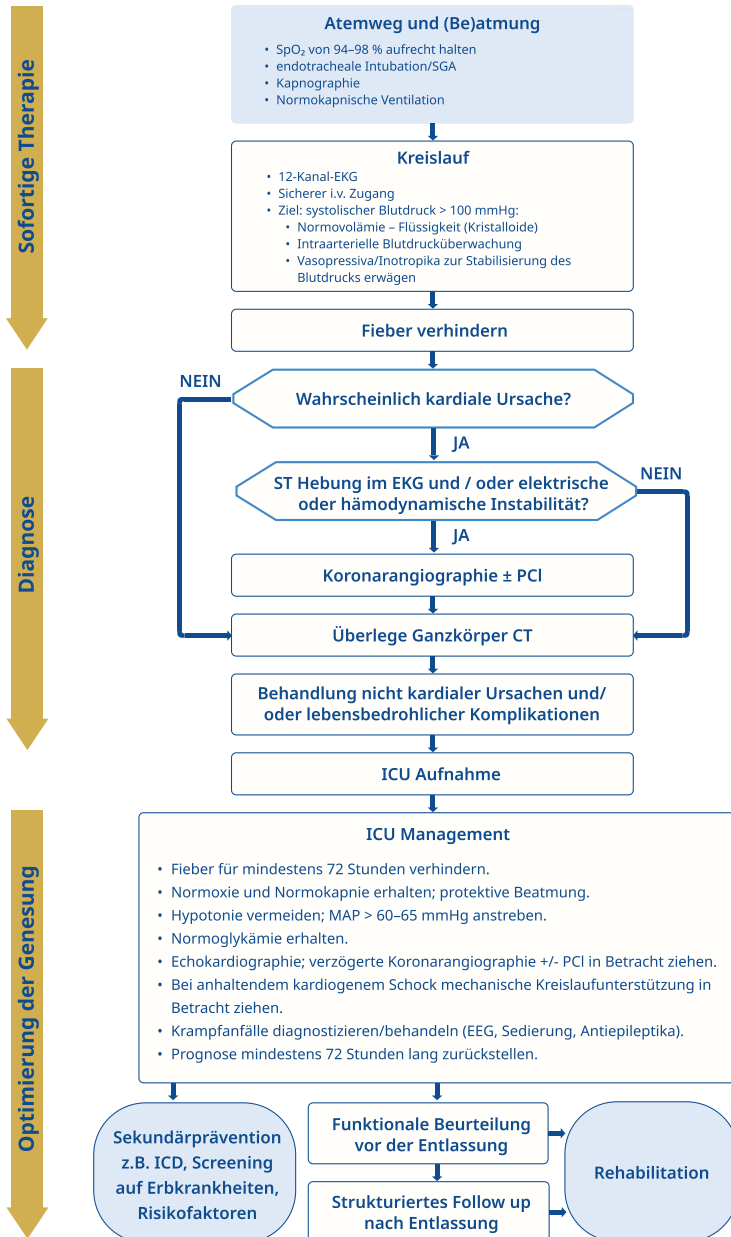 Sofortige Therapie
Atemweg und (Be)atmung
• SpO₂ von 94–98 % aufrecht halten
• endotracheale Intubation/SGA
• Kapnographie
• Normokapnische Ventilation
Kreislauf
• 12-Kanal-EKG
• Sicherer i.v. Zugang
• Ziel: systolischer Blutdruck > 100 mmHg:
• Normovolämie – Flüssigkeit (Kristalloide)
• Intraarterielle Blutdrucküberwachung
• Vasopressiva/Inotropika zur Stabilisierung des
Blutdrucks erwägen
Fieber verhindern
Diagnose
NEIN
Wahrscheinlich kardiale Ursache?
JA
NEIN
ST Hebung im EKG und / oder elektrische
oder hämodynamische Instabilität?
JA
Koronarangiographie ± PCl
Überlege Ganzkörper CT
Behandlung nicht kardialer Ursachen und/
oder lebensbedrohlicher Komplikationen
ICU Aufnahme
Optimierung der Genesung
ICU Management
• Fieber für mindestens 72 Stunden verhindern.
• Normoxie und Normokapnie erhalten; protektive Beatmung.
• Hypotonie vermeiden; MAP > 60–65 mmHg anstreben.
• Normoglykämie erhalten.
• Echokardiographie; verzögerte Koronarangiographie +/- PCl in Betracht ziehen.
• Bei anhaltendem kardiogenem Schock mechanische Kreislaufunterstützung in
Betracht ziehen.
• Krampfanfälle diagnostizieren/behandeln (EEG, Sedierung, Antiepileptika).
• Prognose mindestens 72 Stunden lang zurückstellen.
Sekundärprävention
z.B. ICD, Screening
auf Erbkrankheiten,
Risikofaktoren
Funktionale Beurteilung
vor der Entlassung
Strukturiertes Follow up
nach Entlassung
Rehabilitation